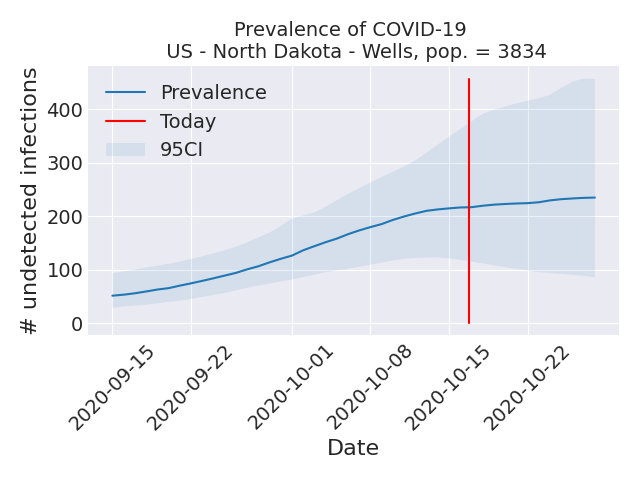 Prevalence of COVID-19
US - North Dakota - Wells, pop. = 3834
# undetected infections
400
300
200
100
0
Prevalence
Today
95CI
2020-09-15
2020-09-22
2020-10-01
2020-10-08
2020-10-15
2020-10-22
Date